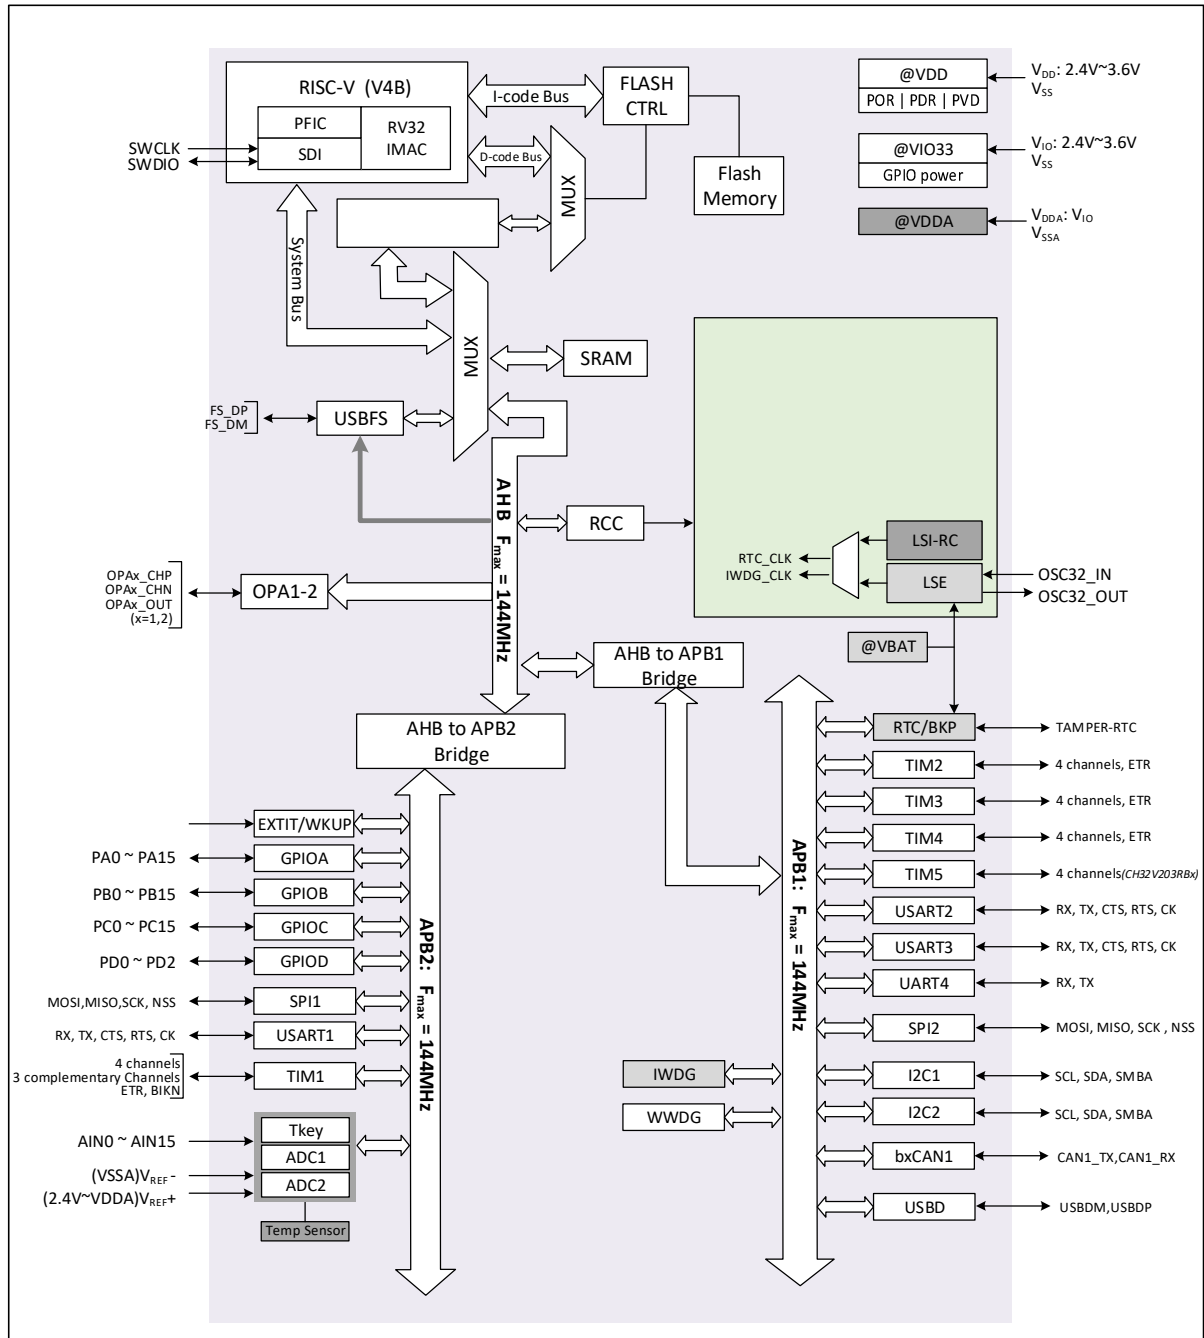 RISC-V (V4B)
PFIC
SDI
RV32
IMAC
SWCLK
SWDIO
I-code Bus
D-code Bus
FLASH
CTRL
Flash
Memory
MUX
System Bus
MUX
SRAM
FS_DP
FS_DM
USBFS
@VDD
POR | PDR | PVD
VDD: 2.4V~3.6V
VSS
@VIO33
GPIO power
VIO: 2.4V~3.6V
VSS
@VDDA
VDDA: VIO
VSSA
AHB Fmax = 144MHz
RCC
RTC_CLK
IWDG_CLK
LSI-RC
LSE
OSC32_IN
OSC32_OUT
@VBAT
OPAx_CHP
OPAx_CHN
OPAx_OUT
(x=1,2)
OPA1-2
AHB to APB1
Bridge
AHB to APB2
Bridge
EXTIT/WKUP
PA0 ~ PA15
GPIOA
PB0 ~ PB15
GPIOB
PC0 ~ PC15
GPIOC
PD0 ~ PD2
GPIOD
MOSI,MISO,SCK, NSS
SPI1
RX, TX, CTS, RTS, CK
USART1
4 channels
3 complementary Channels
ETR, BIKN
TIM1
AIN0 ~ AIN15
(VSSA)VREF -
(2.4V~VDDA)VREF+
Tkey
ADC1
ADC2
Temp Sensor
APB2: Fmax = 144MHz
IWDG
WWDG
APB1: Fmax = 144MHz
RTC/BKP
TAMPER-RTC
TIM2
4 channels, ETR
TIM3
4 channels, ETR
TIM4
4 channels, ETR
TIM5
4 channels(CH32V203RBx)
USART2
RX, TX, CTS, RTS, CK
USART3
RX, TX, CTS, RTS, CK
UART4
RX, TX
SPI2
MOSI, MISO, SCK , NSS
I2C1
SCL, SDA, SMBA
I2C2
SCL, SDA, SMBA
bxCAN1
CAN1_TX,CAN1_RX
USBD
USBDM,USBDP